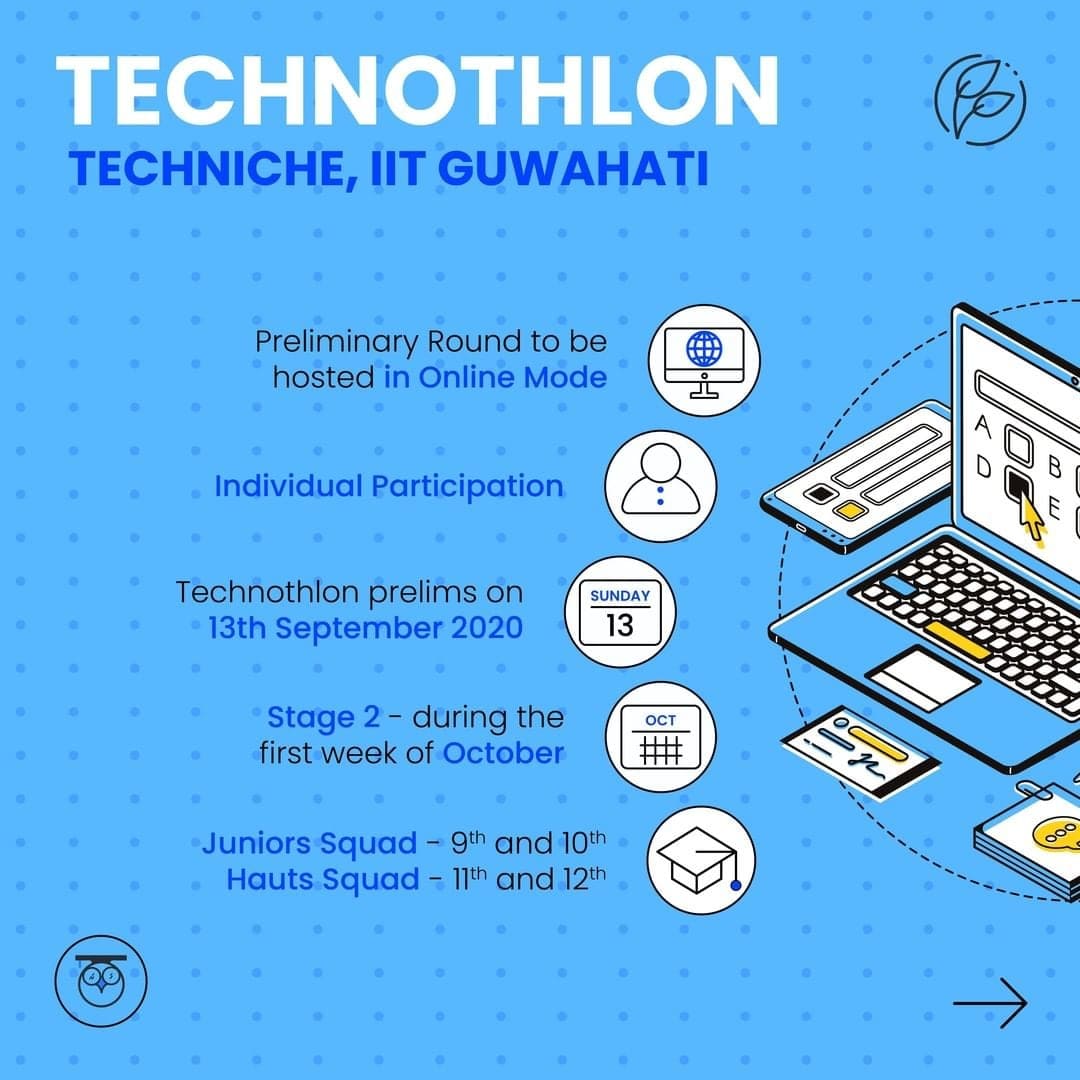 TECHNOTHLON
TECHNICHE, IIT GUWAHATI
Preliminary Round to be
hosted in Online Mode
Individual Participation
Technothlon prelims on
13th September 2020
SUNDAY
13
Stage 2 - during the
first week of October
OCT
Juniors Squad - 9th and 10th
Hauts Squad - 11th and 12th
A
B
D
E